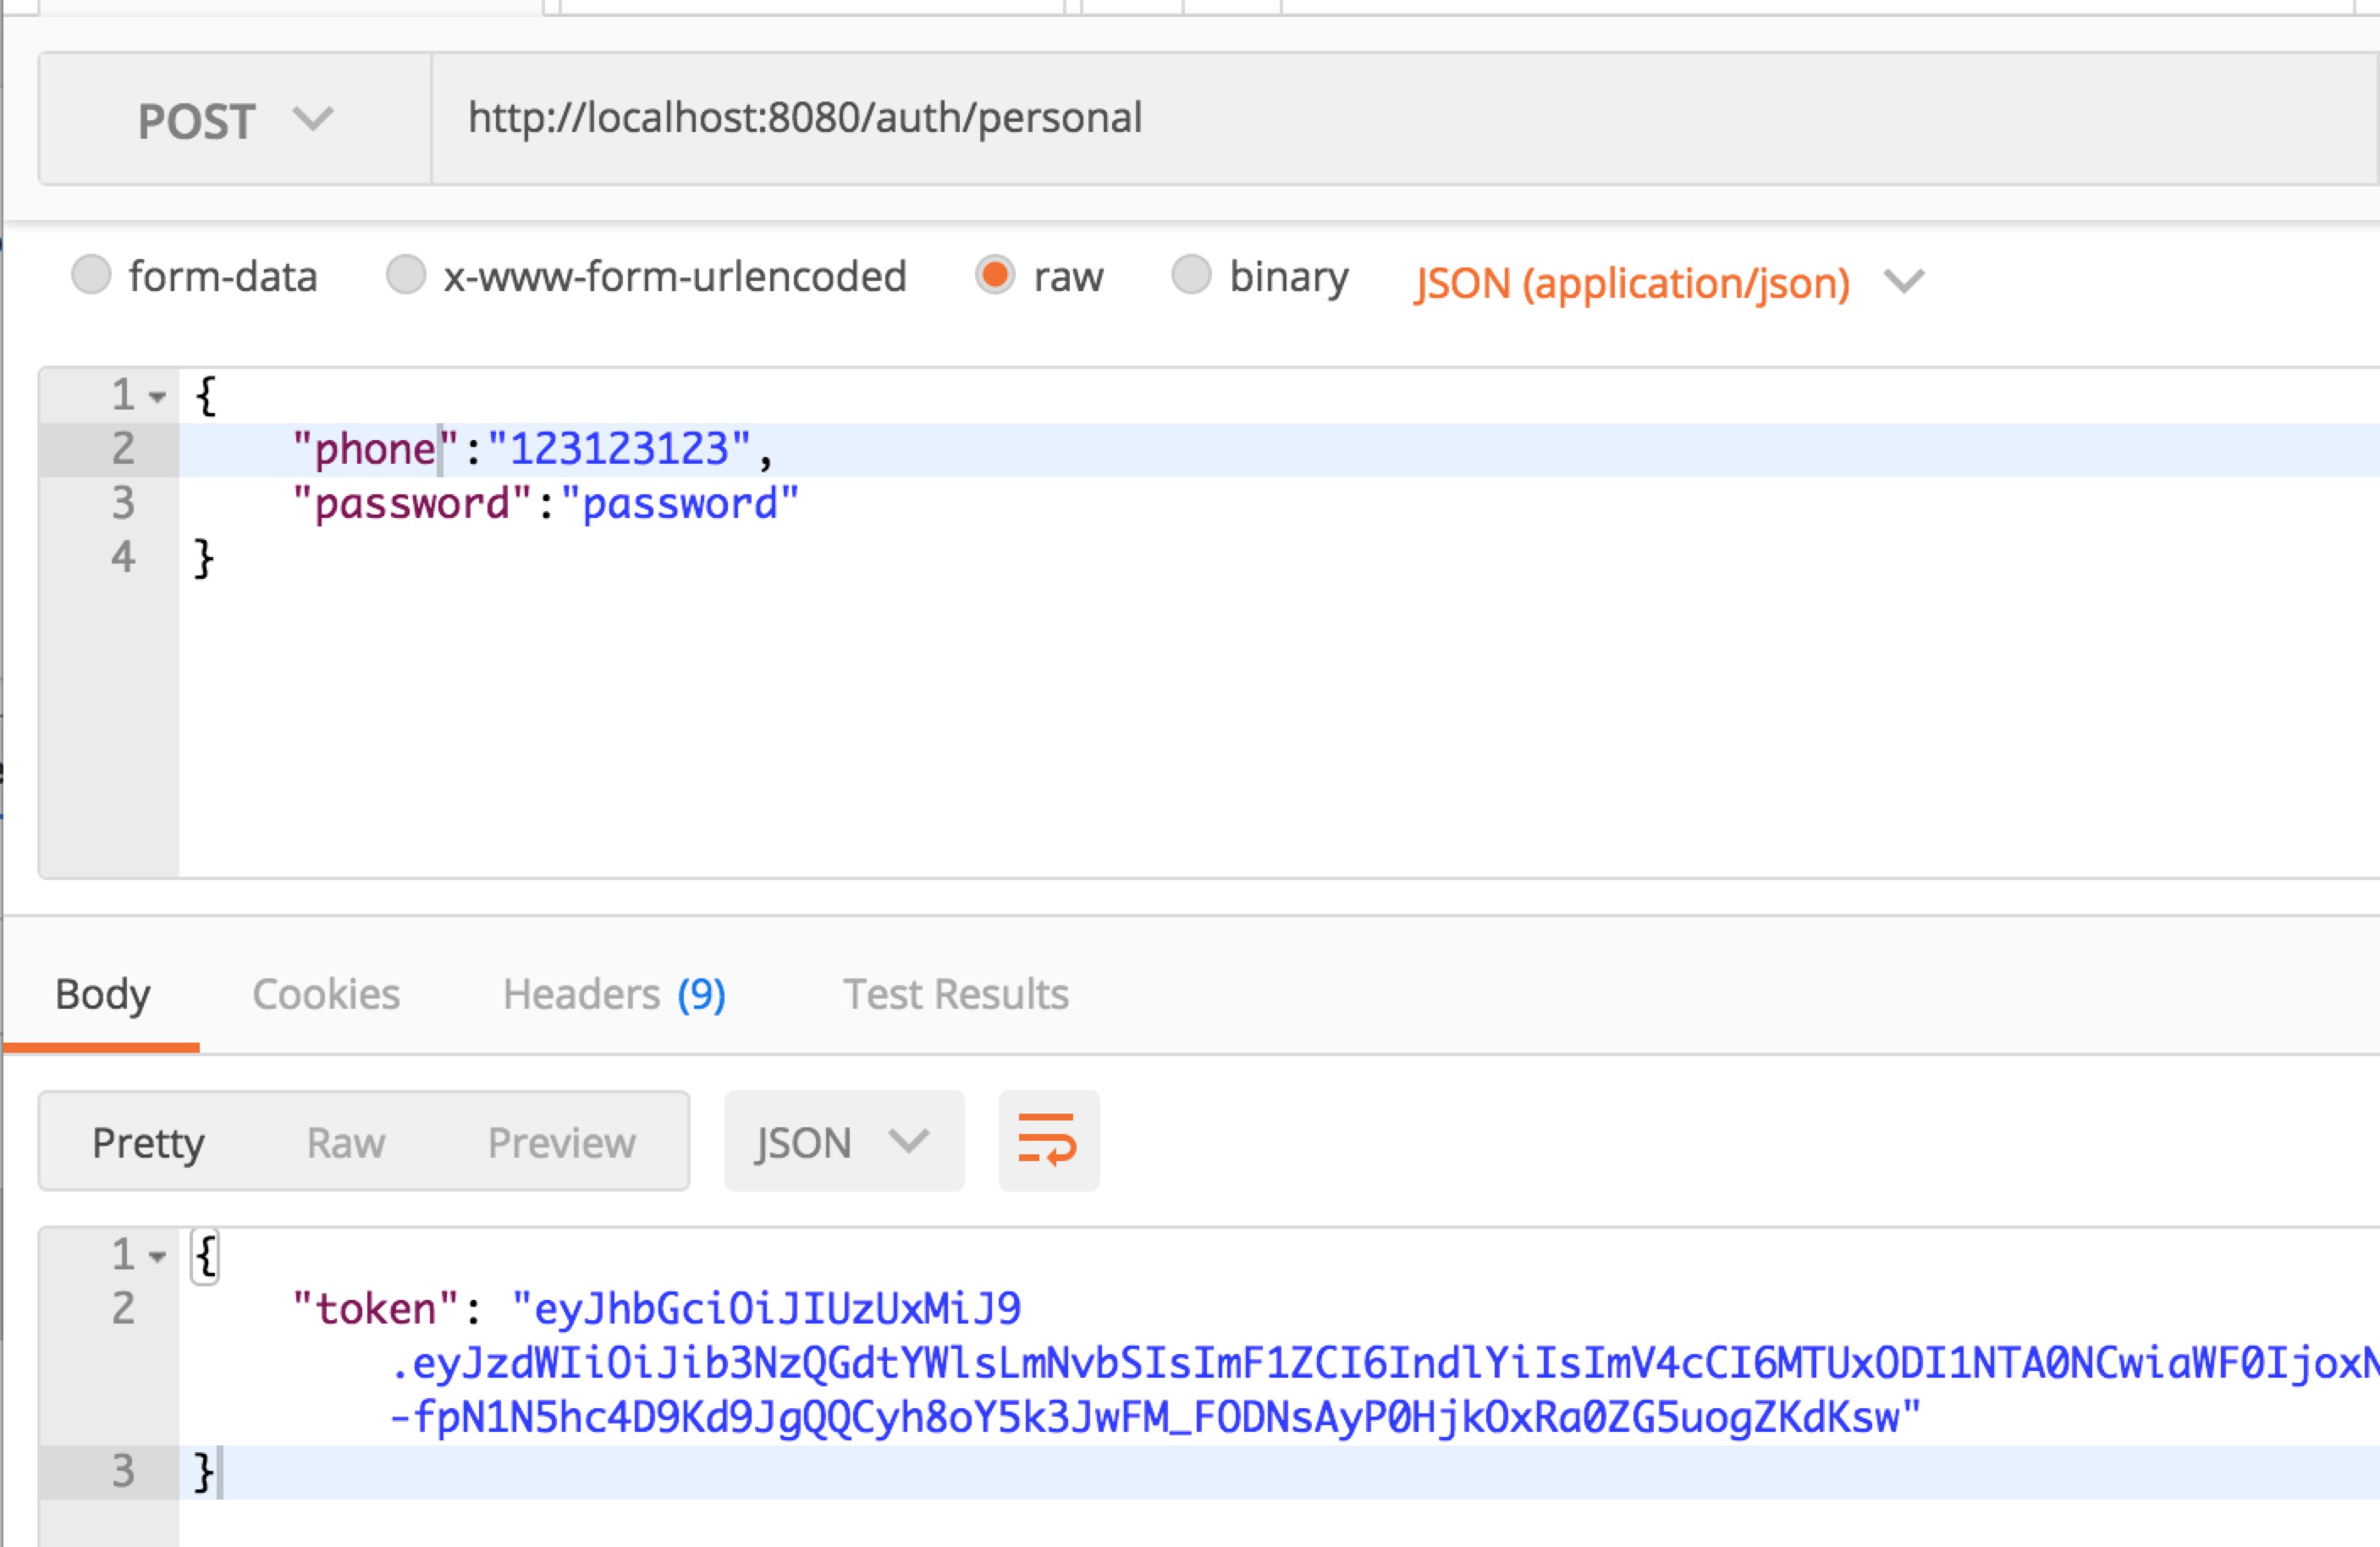 POST http://localhost:8080/auth/personal
form-data x-www-form-urlencoded raw binary JSON (application/json)
1 {
2 "phone":"123123123",
3 "password":"password"
4 }
Body Cookies Headers (9) Test Results
Pretty Raw Preview JSON
1 {
2 "token": "eyJhbGciOiJIUzUxMiJ9
.eyJzdWIiOiJib3NzQGdtYWlsLmNvbSIsImF1ZCI6IndlYiIsImV4cCI6MTUxODI1NTA0NCwiaWF0IjoxN
-fpN1N5hc4D9Kd9JgQQCyh8oY5k3JwFM_FODNsAyP0HjkOxRa0ZG5uogZKdKsw"
3 }